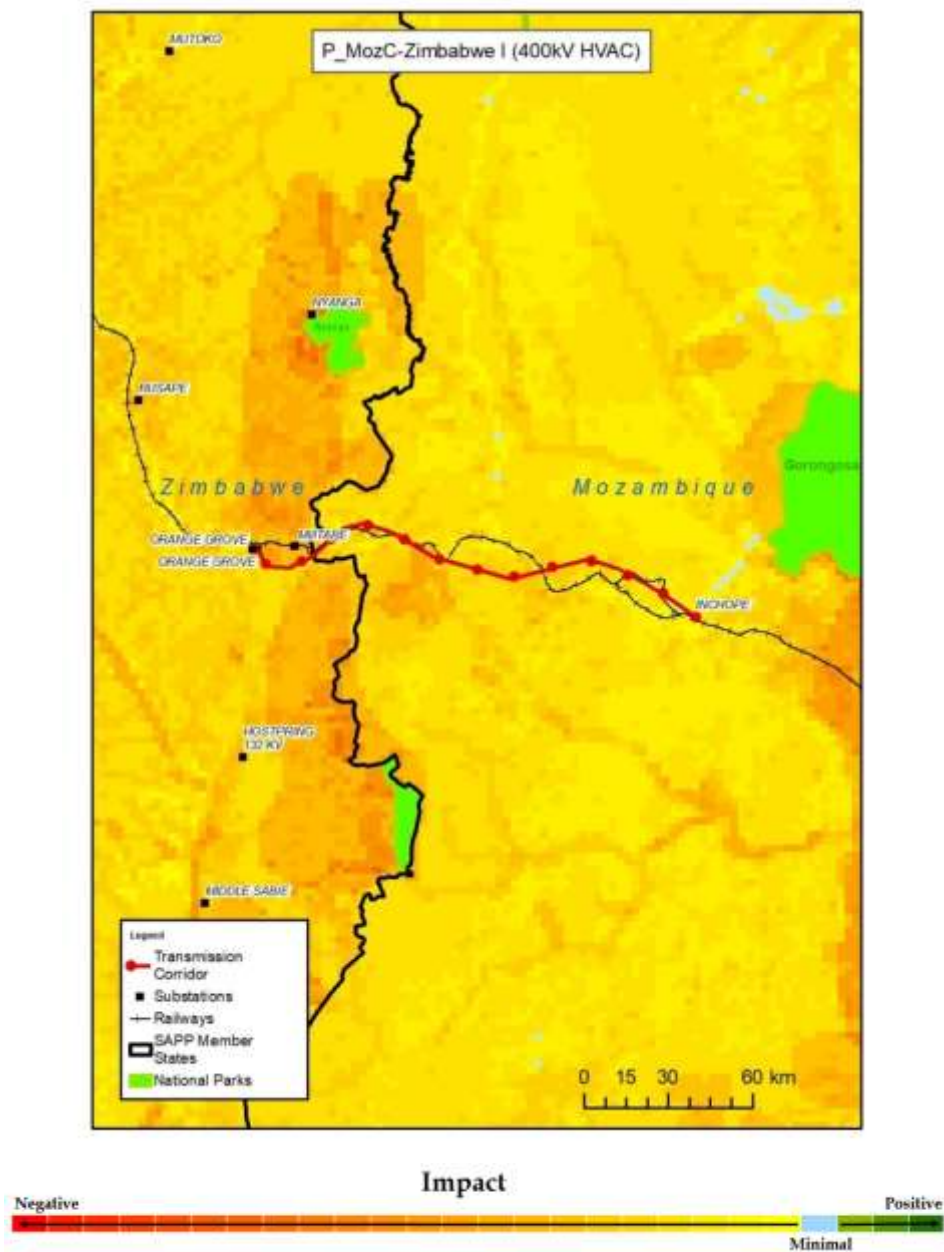 MUTOKO
P_MozC-Zimbabwe I (400kV HVAC)
NYANGA
RUSAPE
Gorongosa
Zimbabwe
Mozambique
ORANGE GROVE
MUTARE
ORANGE GROVE
INCHOPE
HOSTPRING
132 KV
MIDDLE SABIE
Legend
Transmission
Corridor
Substations
Railways
SAPP Member
States
National Parks
0 15 30 60 km
Impact
Negative
Positive
Minimal